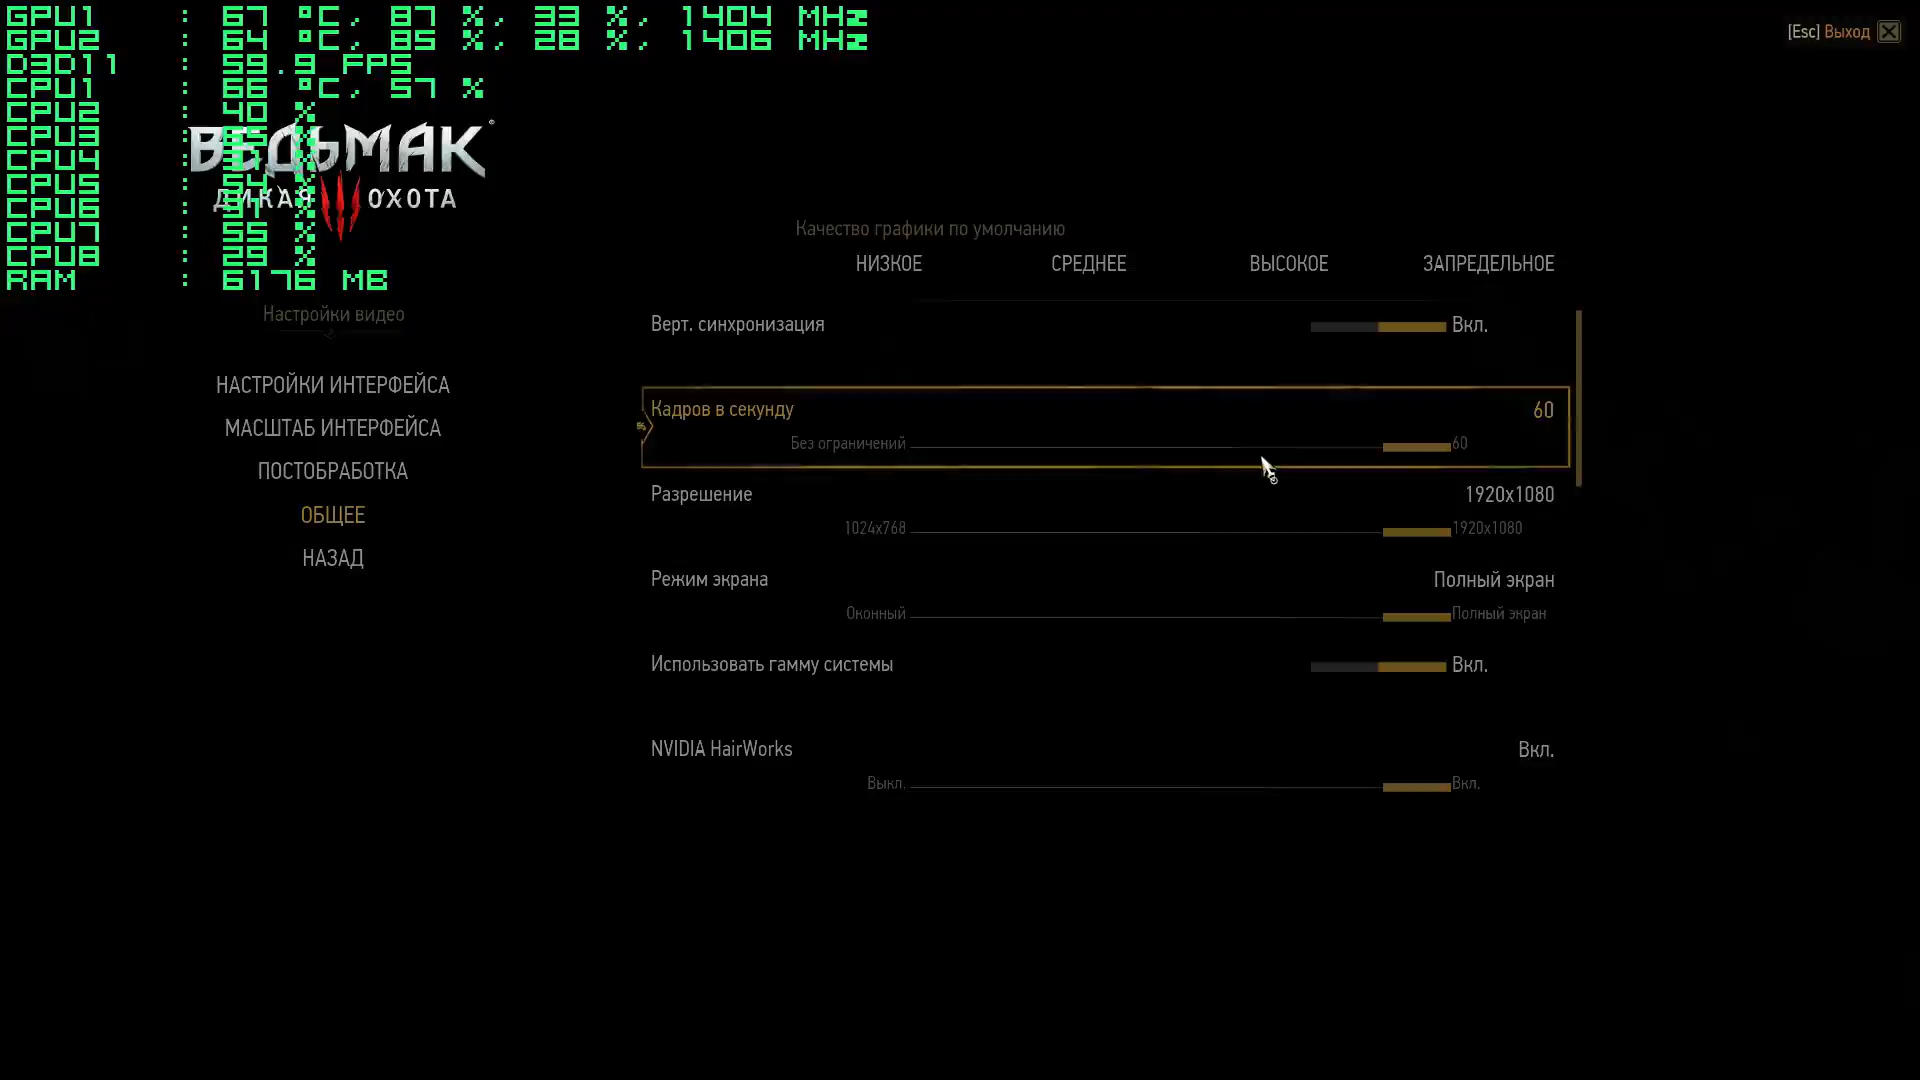 GPU1 : 67 °C, 87 %, 33 %, 1404 MHz
GPU2 : 64 °C, 85 %, 28 %, 1406 MHz
D3D11 : 59.9 FPS
CPU1 : 66 °C, 57 %
CPU2 : 40 %
CPU3 : %
CPU4 : %
CPU5 : 54 %
CPU6 : %
CPU7 : 55 %
CPU8 : 29 %
RAM : 6176 MB
[Esc] Выход
ВЕДЬМАК
ДИКАЯ ОХОТА
Настройки видео
НАСТРОЙКИ ИНТЕРФЕЙСА
МАСШТАБ ИНТЕРФЕЙСА
ПОСТОБРАБОТКА
ОБЩЕЕ
НАЗАД
Качество графики по умолчанию
НИЗКОЕ СРЕДНЕЕ ВЫСОКОЕ ЗАПРЕДЕЛЬНОЕ
Верт. синхронизация Вкл.
Кадров в секунду 60
Без ограничений 60
Разрешение 1920x1080
1024x768 1920x1080
Режим экрана Полный экран
Оконный Полный экран
Использовать гамму системы Вкл.
NVIDIA HairWorks Вкл.
Выкл. Вкл.